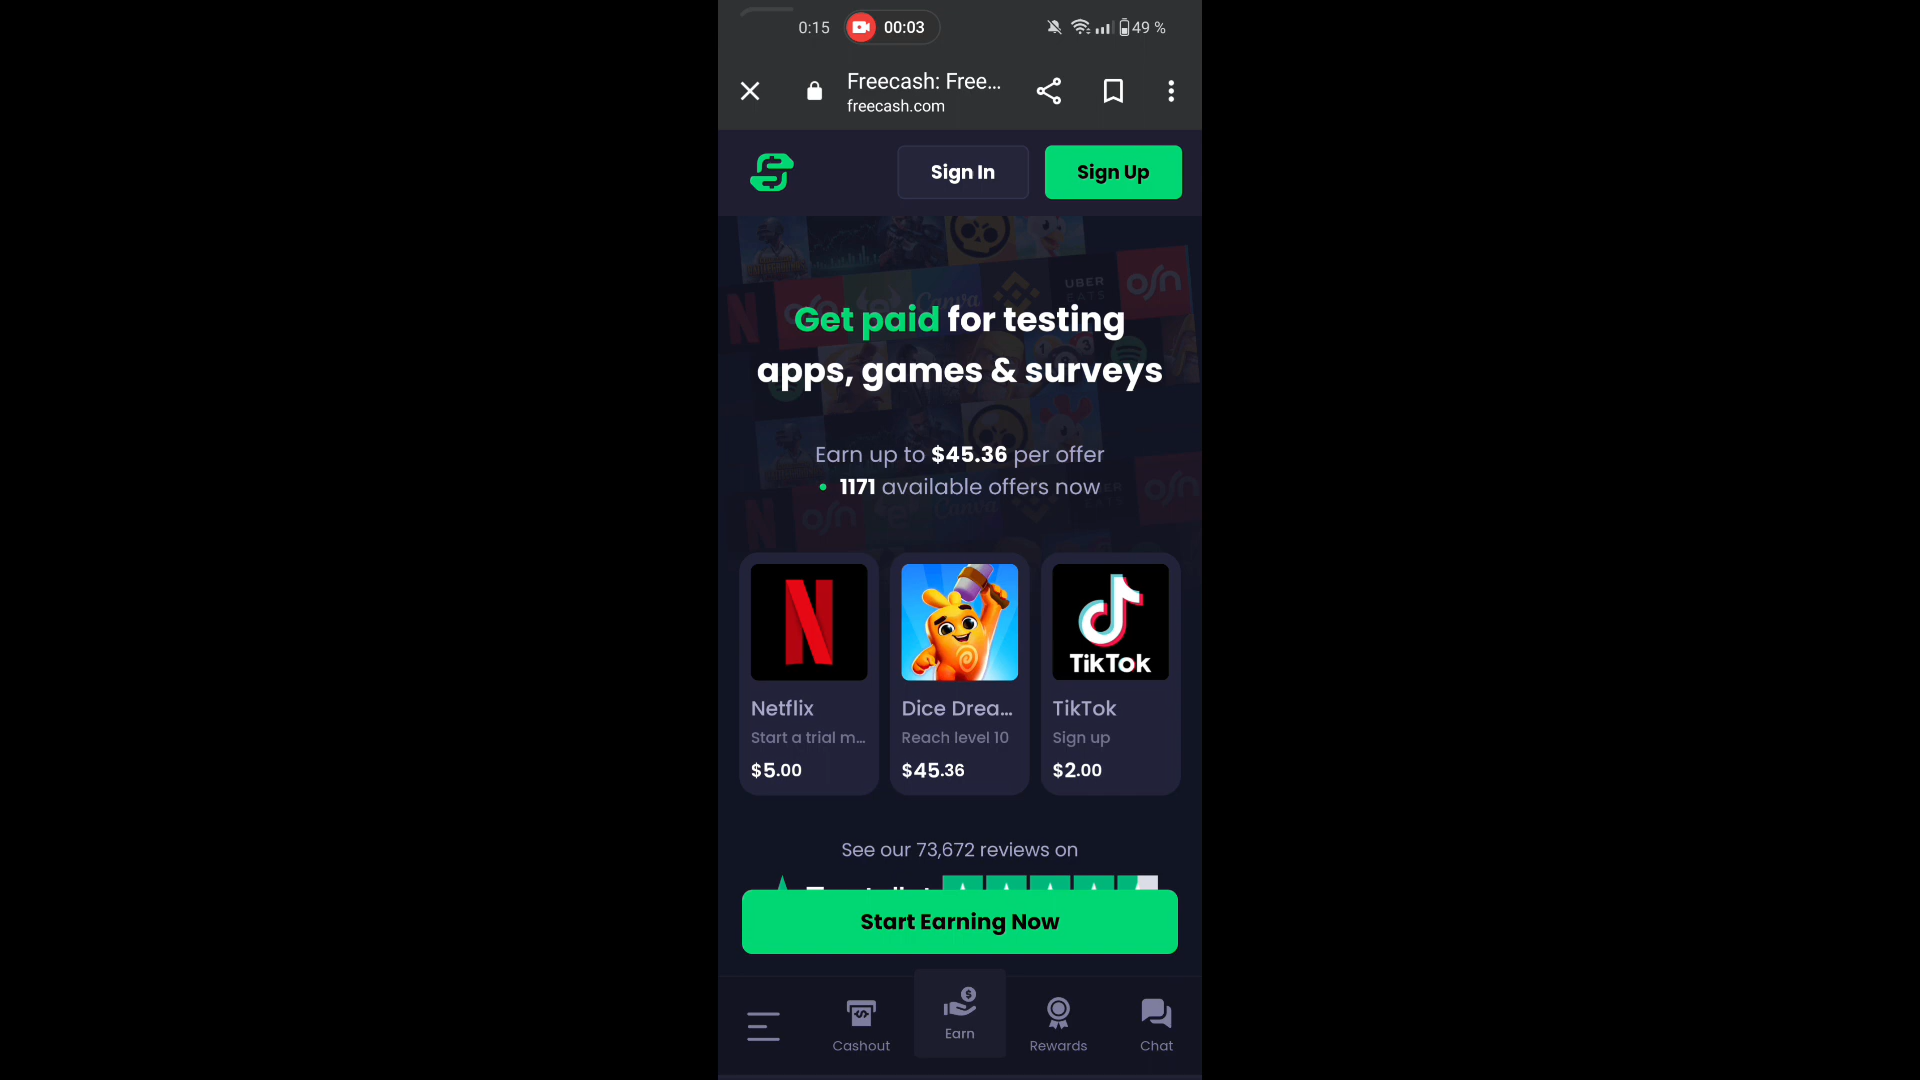 0:15 00:03 49 %
Freecash: Free...
freecash.com
Sign In Sign Up
UBER
EATS
Canva
Get paid for testing
apps, games & surveys
Earn up to $45.36 per offer
• 1171 available offers now
N
TikTok
Netflix Dice Drea... TikTok
Start a trial m... Reach level 10 Sign up
$5.00 $45.36 $2.00
See our 73,672 reviews on
Start Earning Now
Cashout Earn Rewards Chat